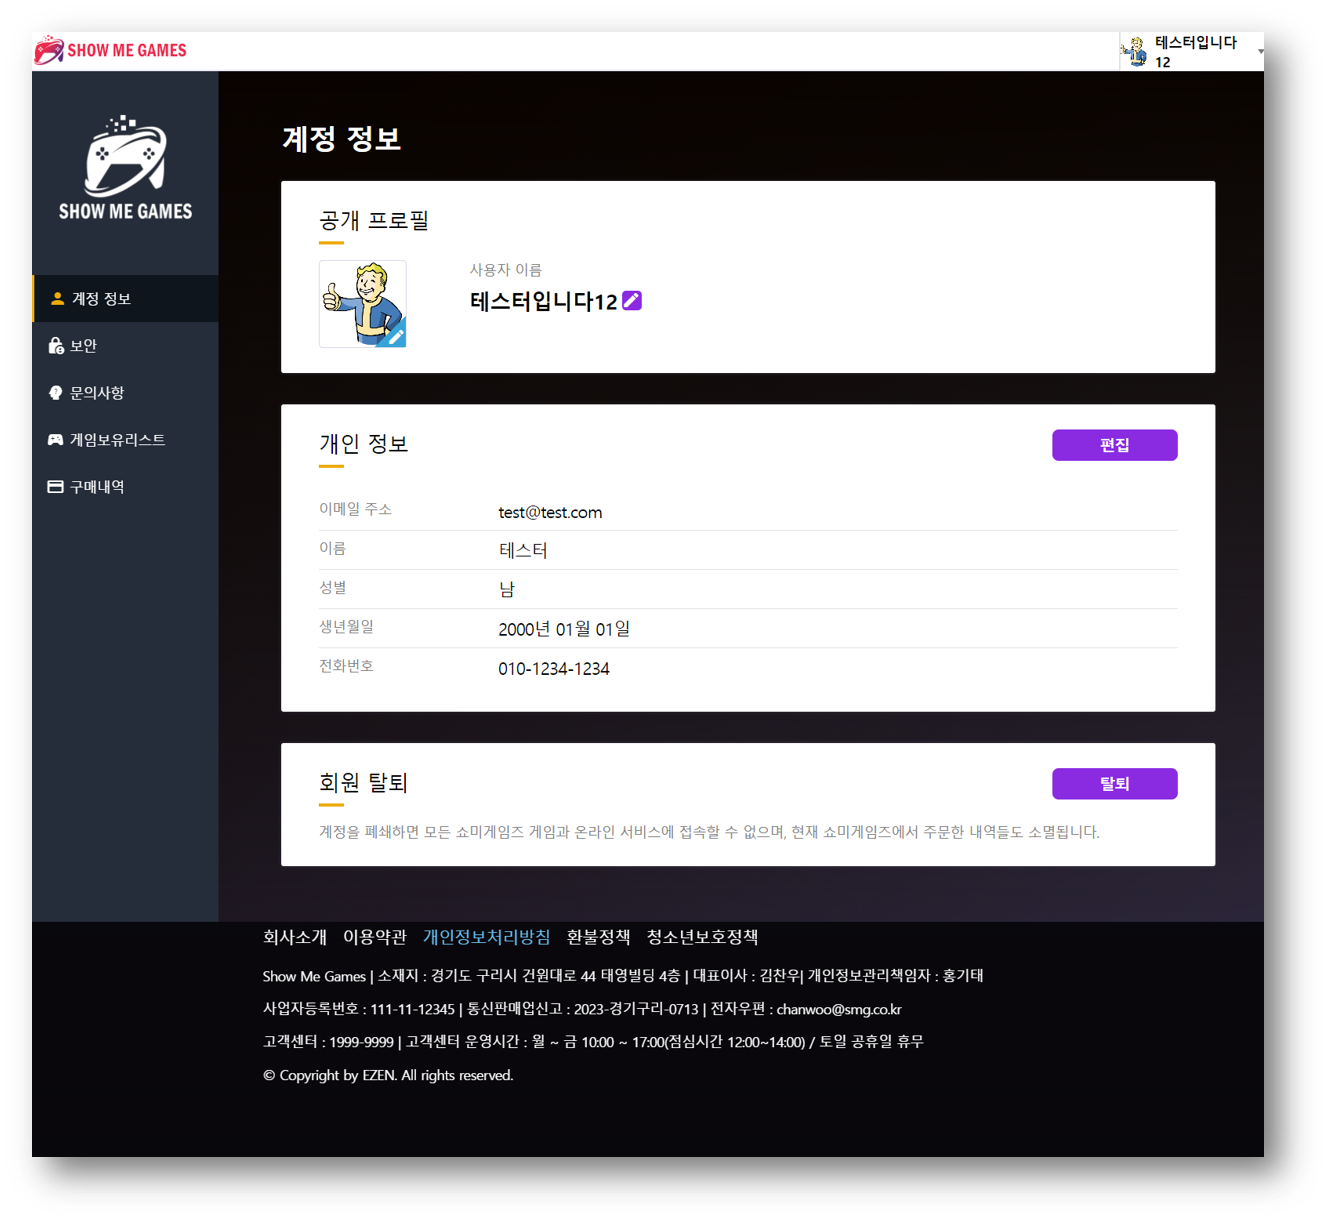 SHOW ME GAMES
테스터입니다
12
SHOW ME GAMES
계정 정보
보안
문의사항
게임보유리스트
구매내역
계정 정보
공개 프로필
사용자 이름
테스터입니다12
개인 정보
편집
이메일 주소 test@test.com
이름 테스터
성별 남
생년월일 2000년 01월 01일
전화번호 010-1234-1234
회원 탈퇴
탈퇴
계정을 폐쇄하면 모든 쇼미게임즈 게임과 온라인 서비스에 접속할 수 없으며, 현재 쇼미게임즈에서 주문한 내역들도 소멸됩니다.
회사소개 이용약관 개인정보처리방침 환불정책 청소년보호정책
Show Me Games | 소재지 : 경기도 구리시 건원대로 44 태영빌딩 4층 | 대표이사 : 김찬우| 개인정보관리책임자 : 홍기태
사업자등록번호 : 111-11-12345 | 통신판매업신고 : 2023-경기구리-0713 | 전자우편 : chanwoo@smg.co.kr
고객센터 : 1999-9999 | 고객센터 운영시간 : 월 ~ 금 10:00 ~ 17:00(점심시간 12:00~14:00) / 토일 공휴일 휴무
© Copyright by EZEN. All rights reserved.